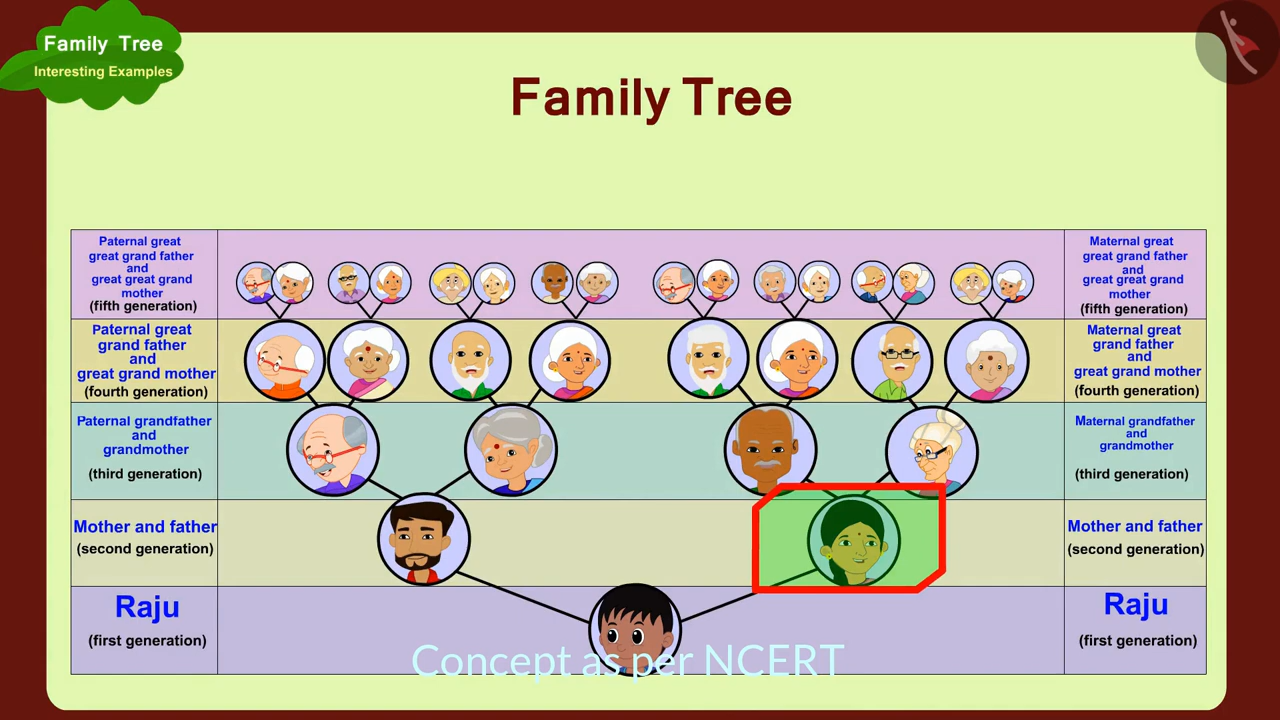 Family Tree
Interesting Examples
Family Tree
Paternal great
great grand father
and
great great grand
mother
(fifth generation)
Maternal great
great grand father
and
great great grand
mother
(fifth generation)
Paternal great
grand father
and
great grand mother
(fourth generation)
Maternal great
grand father
and
great grand mother
(fourth generation)
Paternal grandfather
and
grandmother
(third generation)
Maternal grandfather
and
grandmother
(third generation)
Mother and father
(second generation)
Mother and father
(second generation)
Raju
(first generation)
Raju
(first generation)
Concept as per NCERT